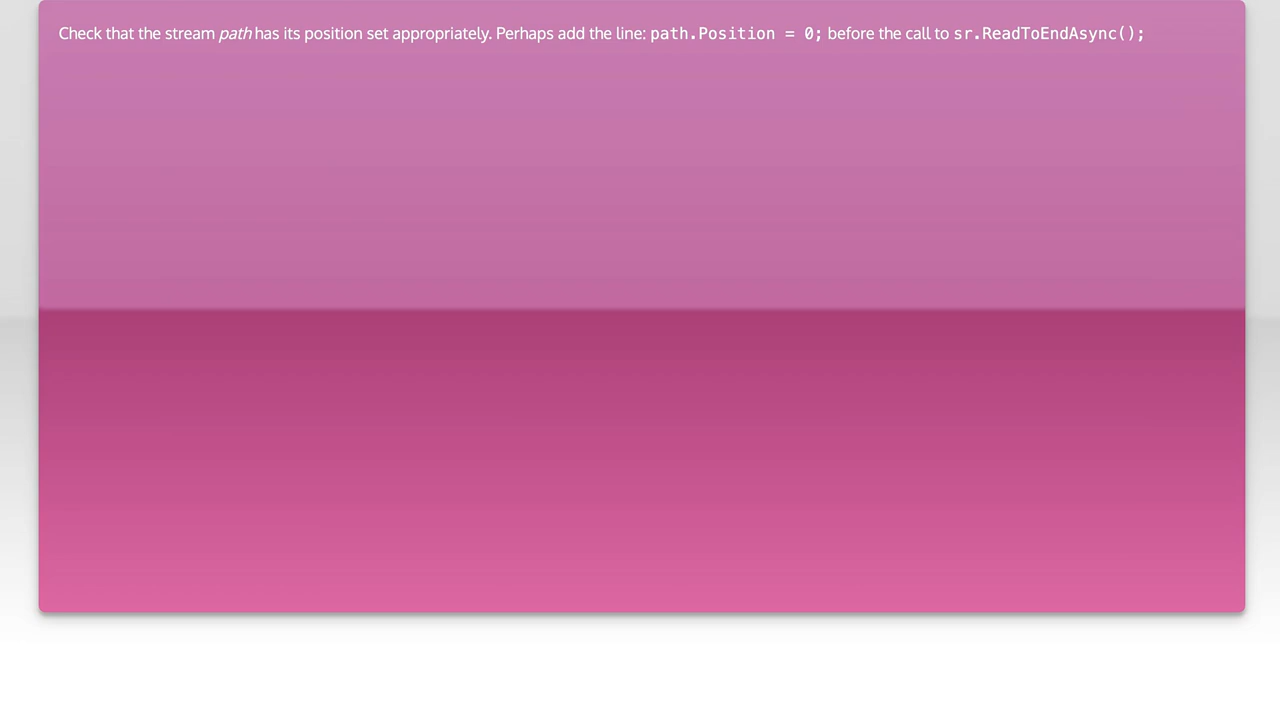 Check that the stream path has its position set appropriately. Perhaps add the line: path.Position = 0; before the call to sr.ReadToEndAsync();